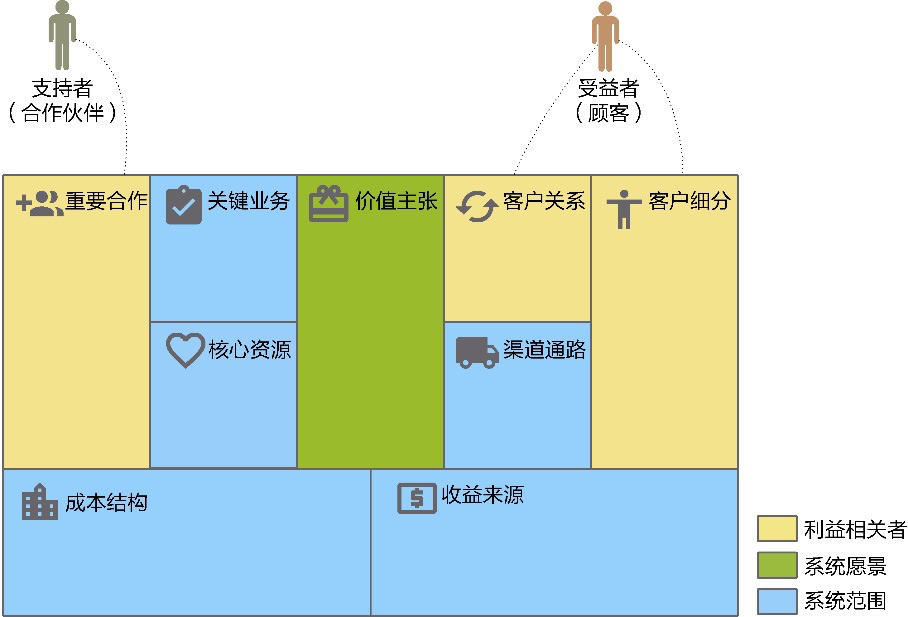 支持者
（合作伙伴）
受益者
（顾客）
重要合作
关键业务
价值主张
客户关系
客户细分
核心资源
渠道通路
成本结构
$
收益来源
利益相关者
系统愿景
系统范围